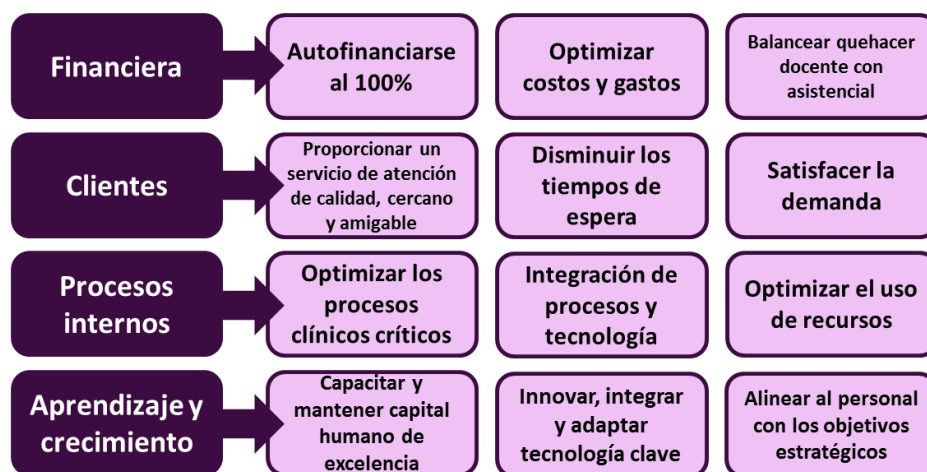 Financiera
Autofinanciarse
al 100%
Optimizar
costos y gastos
Balancear quehacer
docente con
asistencial
Clientes
Proporcionar un
servicio de atención
de calidad, cercano
y amigable
Disminuir los
tiempos de
espera
Satisfacer la
demanda
Procesos
internos
Optimizar los
procesos
clínicos críticos
Integración de
procesos y
tecnología
Optimizar el uso
de recursos
Aprendizaje y
crecimiento
Capacitar y
mantener capital
humano de
excelencia
Innovar, integrar
y adaptar
tecnología clave
Alinear al personal
con los objetivos
estratégicos